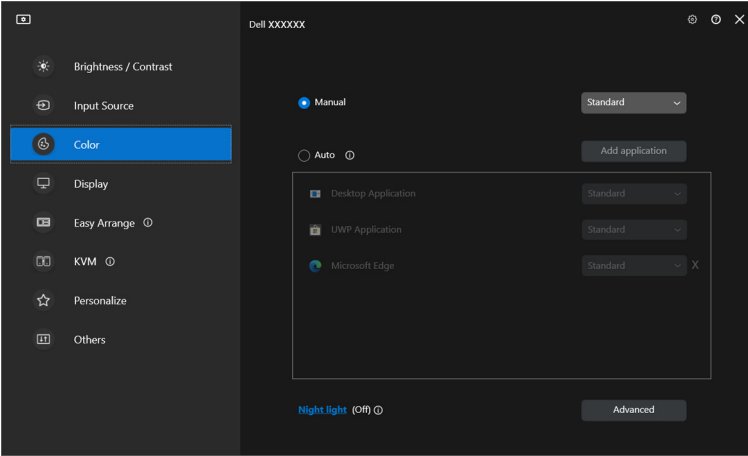 Dell XXXXXX
Brightness / Contrast
Input Source
Color
Display
Easy Arrange
KVM
Personalize
Others
Manual
Standard
Auto
Add application
Desktop Application
Standard
UWP Application
Standard
Microsoft Edge
Standard
X
Night light (Off)
Advanced